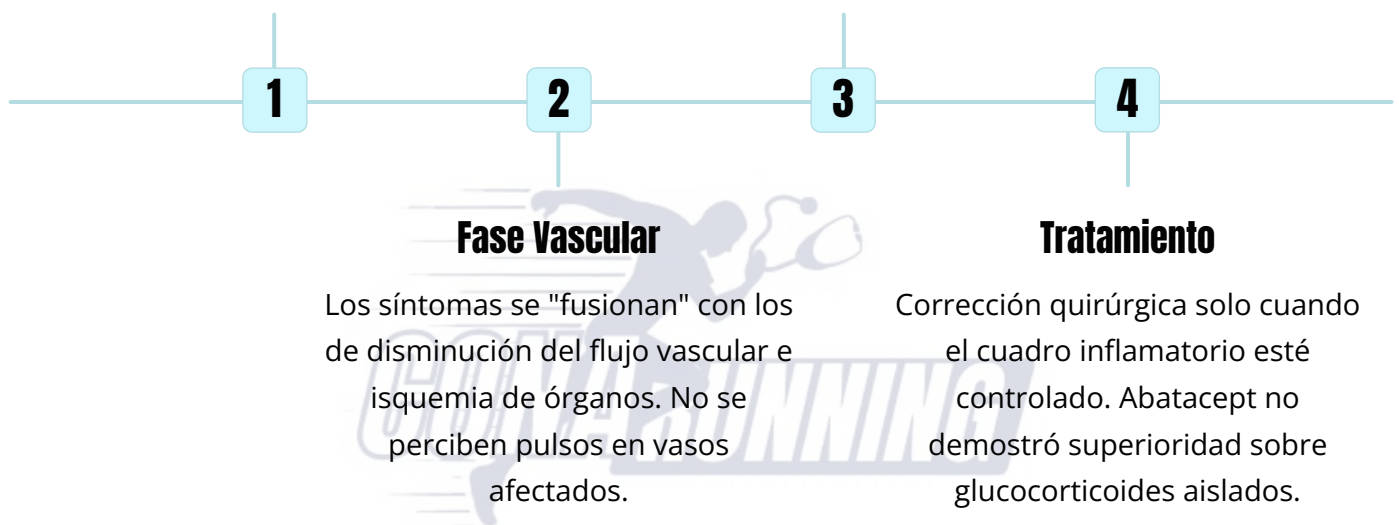 1
2
3
4
Fase Vascular
Los síntomas se "fusionan" con los
de disminución del flujo vascular e
isquemia de órganos. No se
perciben pulsos en vasos
afectados.
Tratamiento
Corrección quirúrgica solo cuando
el cuadro inflamatorio esté
controlado. Abatacept no
demostró superioridad sobre
glucocorticoides aislados.
RUNNING